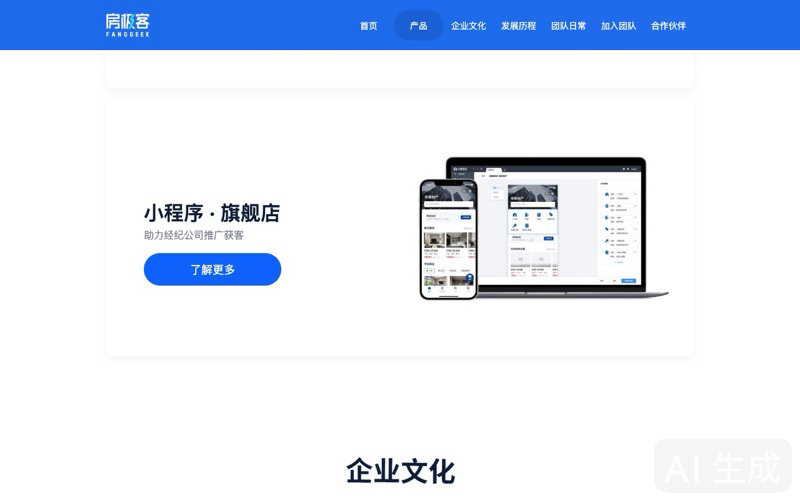 房极客
FANGGEEK
首页
产品
企业文化
发展历程
团队日常
加入团队
合作伙伴
小程序 · 旗舰店
助力经纪公司推广获客
了解更多
企业文化
AI 生成